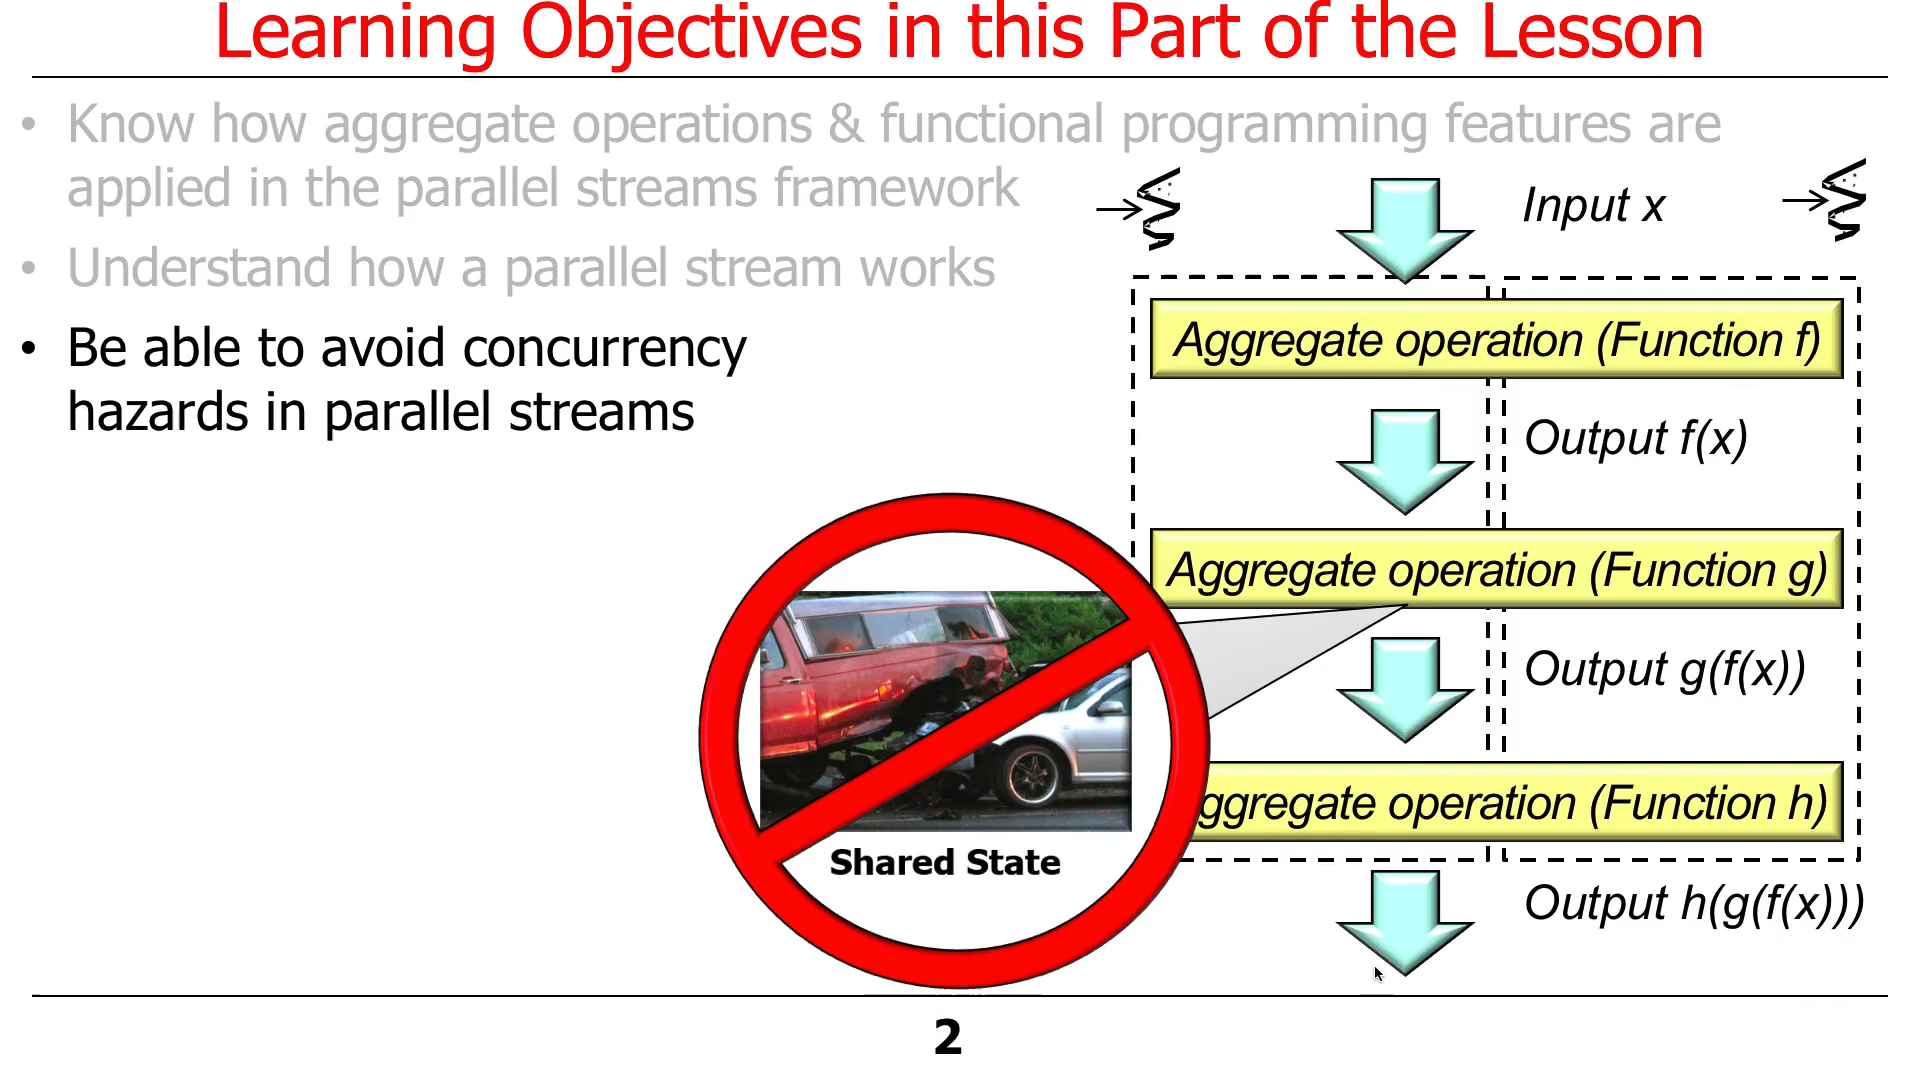 Learning Objectives in this Part of the Lesson
• Know how aggregate operations & functional programming features are
applied in the parallel streams framework
• Understand how a parallel stream works
• Be able to avoid concurrency
hazards in parallel streams
Input x
Aggregate operation (Function f)
Output f(x)
Aggregate operation (Function g)
Output g(f(x))
ggregate operation (Function h)
Shared State
Output h(g(f(x)))
2